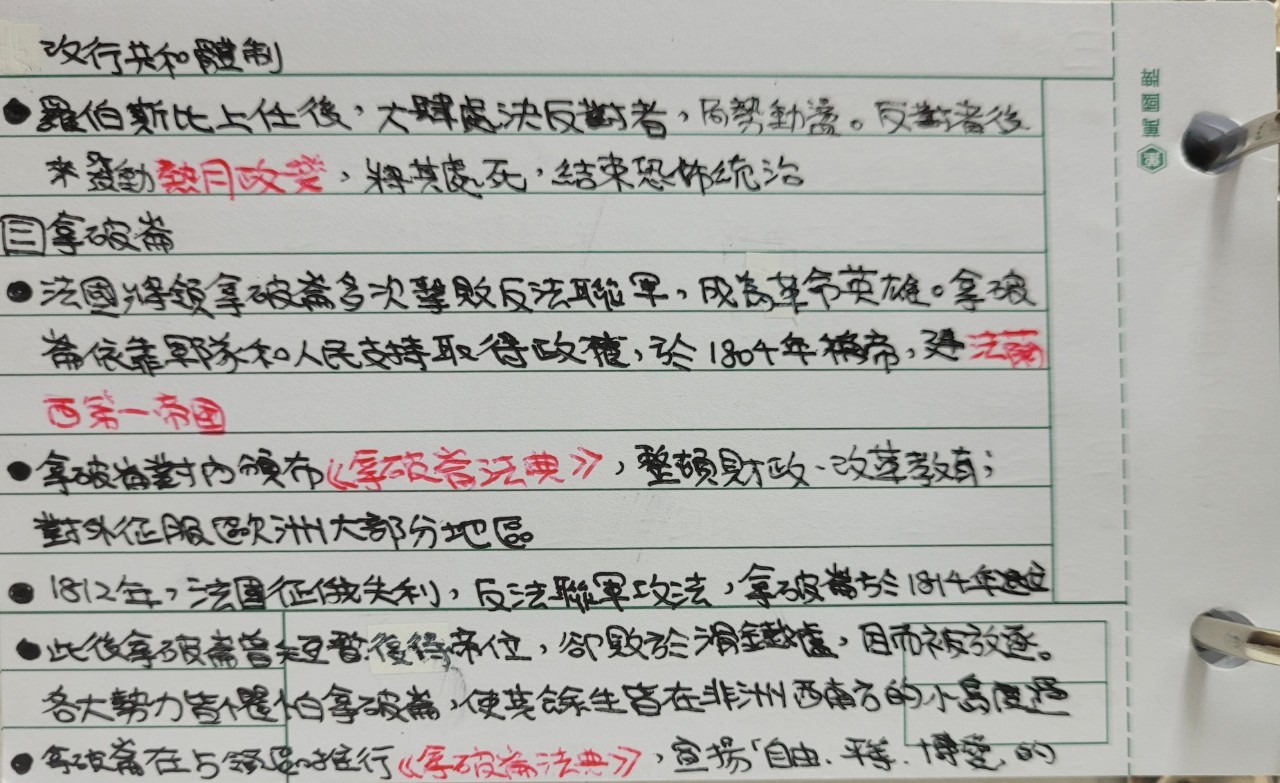 改行共和體制
●羅伯斯比上任後，大肆處決反對者，局勢動盪。反對者後
來發動熱月政變，將其處死，結束恐怖統治
三 拿破崙
●法國將領拿破崙多次擊敗反法聯軍，成為革命英雄。拿破
崙依靠軍隊和人民支持取得政權，於1804年稱帝，建法蘭
西第一帝國
●拿破崙對內頒布《拿破崙法典》，整頓財政、改革教育；
對外征服歐洲大部分地區
●1812年，法國征俄失利，反法聯軍攻法，拿破崙於1814年退位
●此後拿破崙曾短暫復得帝位，卻敗於滑鐵盧，因而被放逐。
各大勢力皆懼怕拿破崙，使其餘生皆在非洲西南方的小島度過
●拿破崙在占領區推行《拿破崙法典》，宣揚「自由、平等、博愛」的
萬國牌